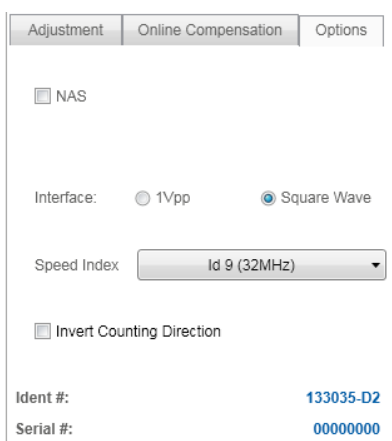 Adjustment Online Compensation Options
NAS
Interface: 1Vpp Square Wave
Speed Index Id 9 (32MHz)
Invert Counting Direction
Ident #: 133035-D2
Serial #: 00000000